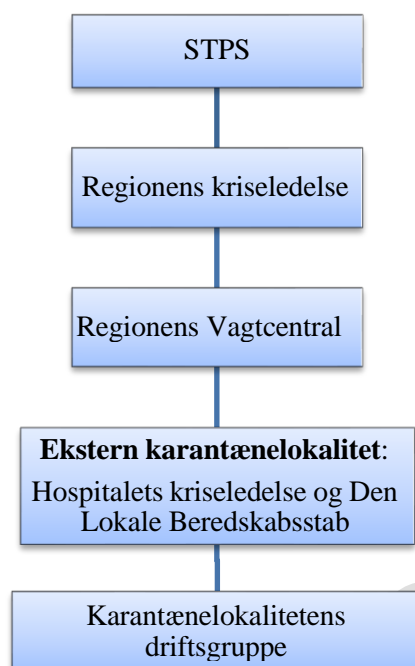 STPS
Regionens kriseledelse
Regionens Vagtcentral
Ekstern karantænelokalitet:
Hospitalets kriseledelse og Den
Lokale Beredskabsstab
Karantænelokalitetens
driftsgruppe